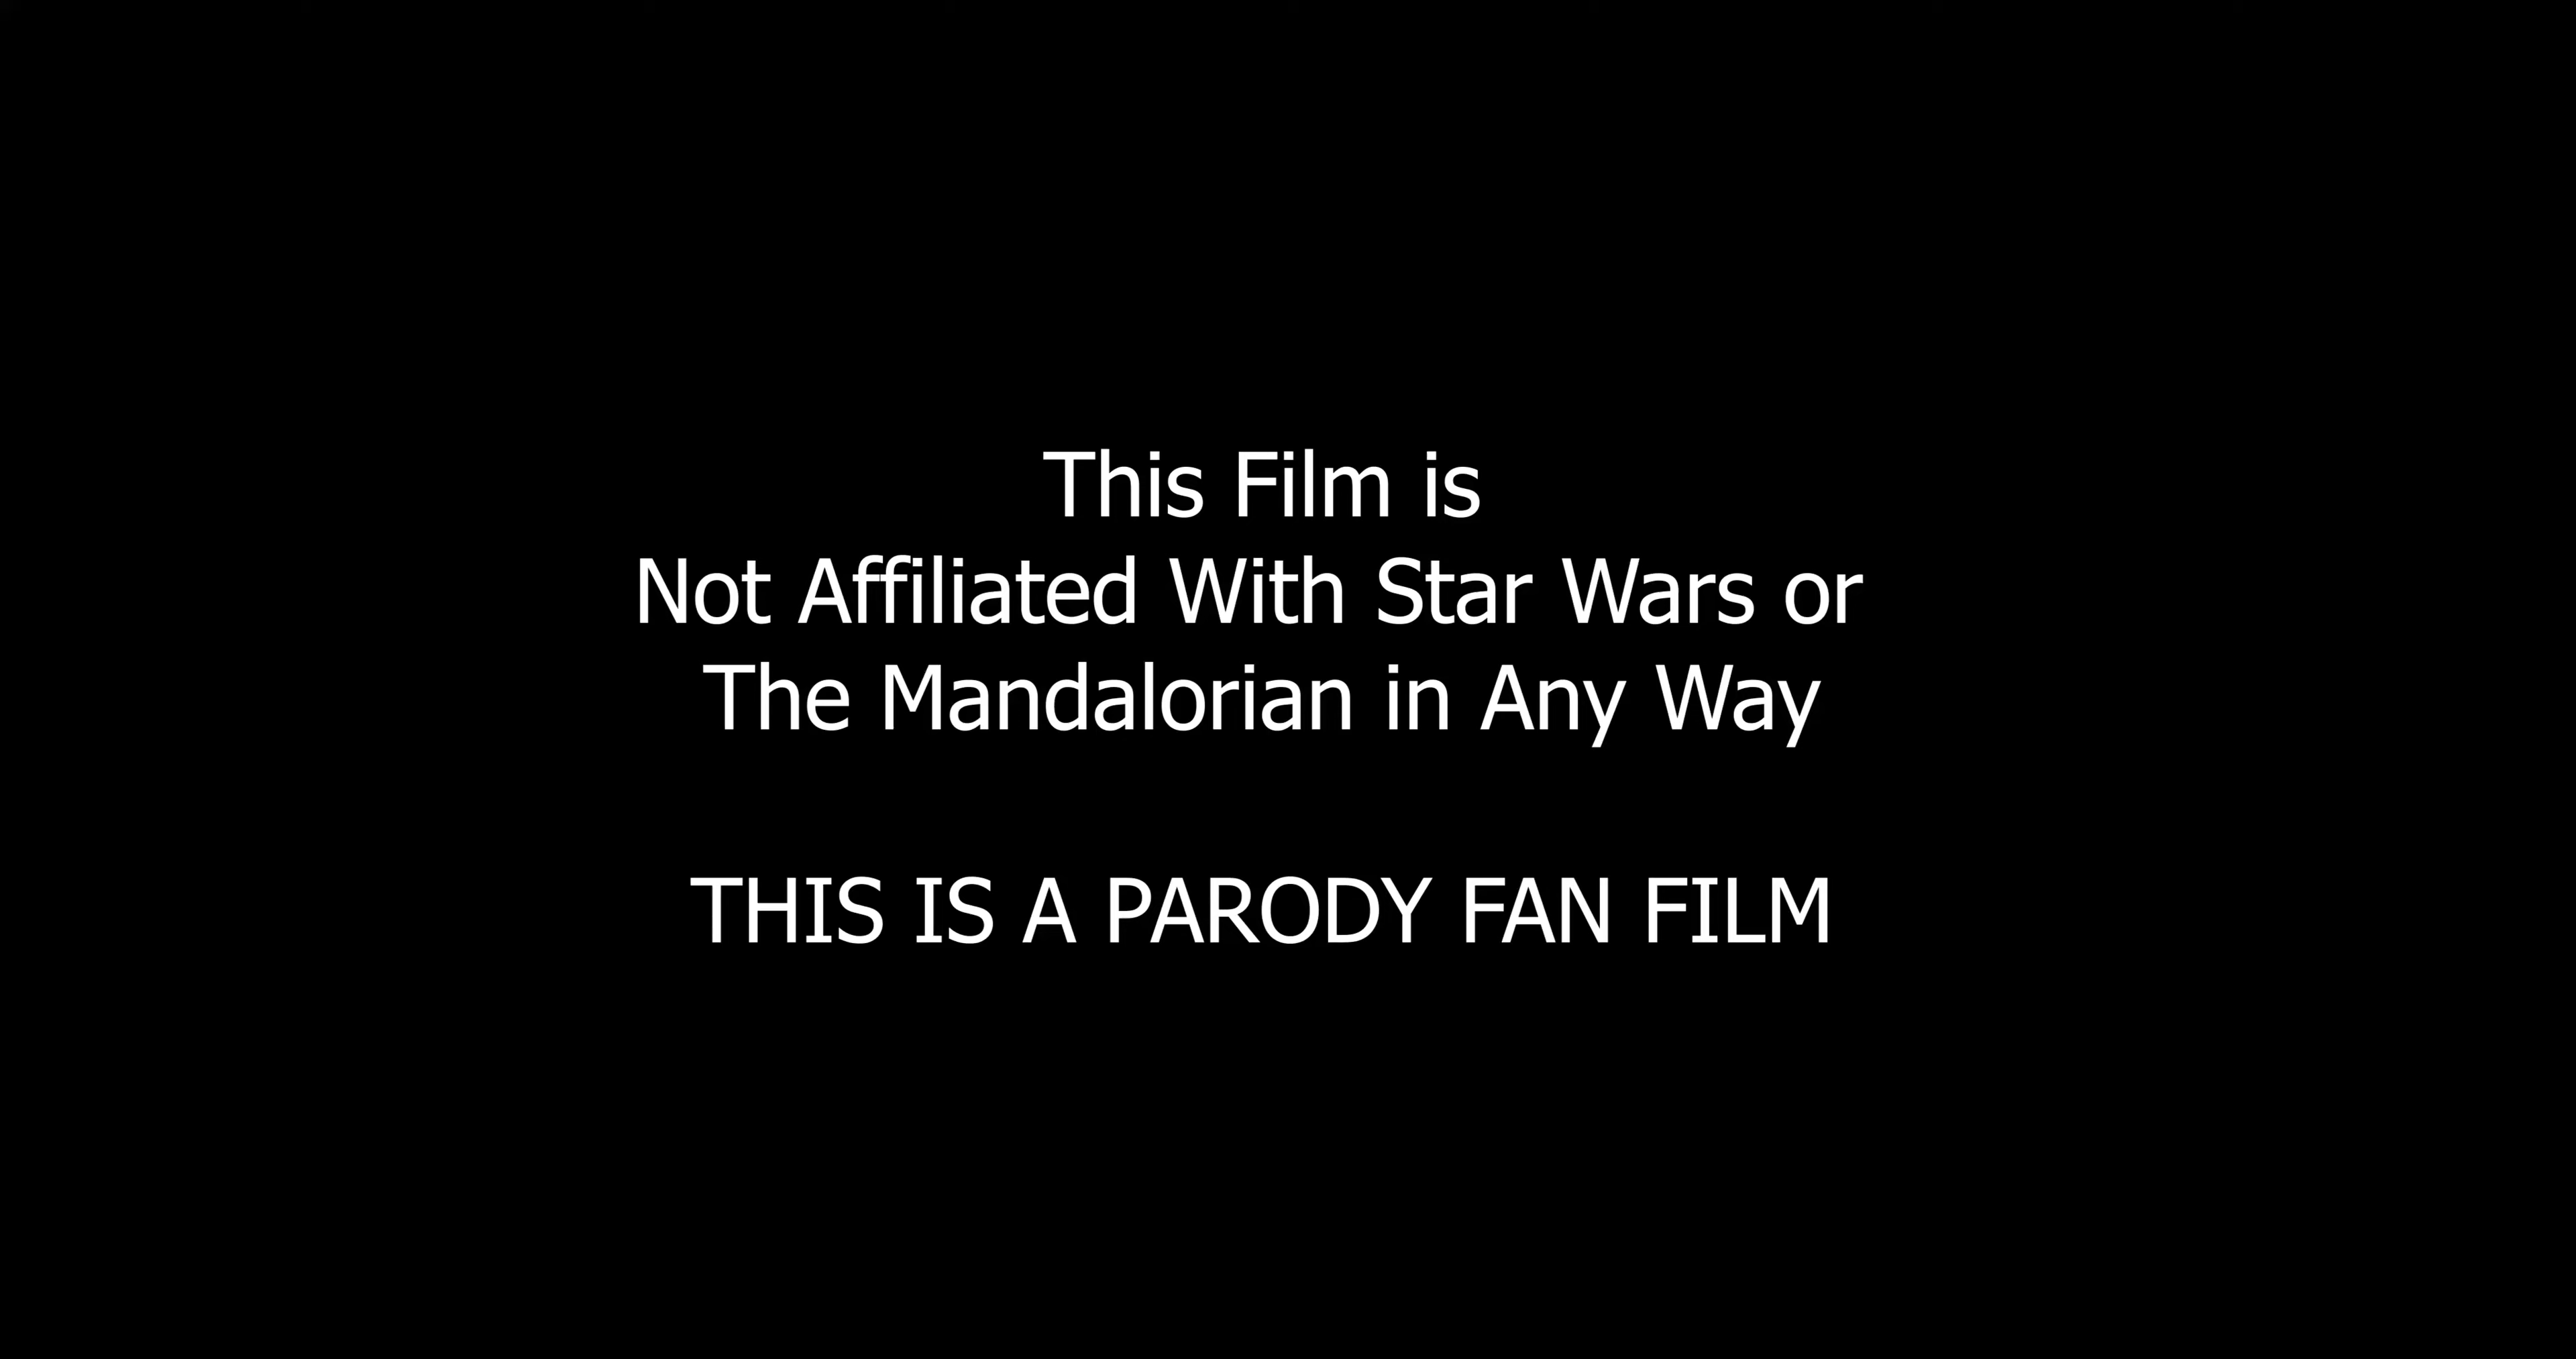 This Film is
Not Affiliated With Star Wars or
The Mandalorian in Any Way
THIS IS A PARODY FAN FILM